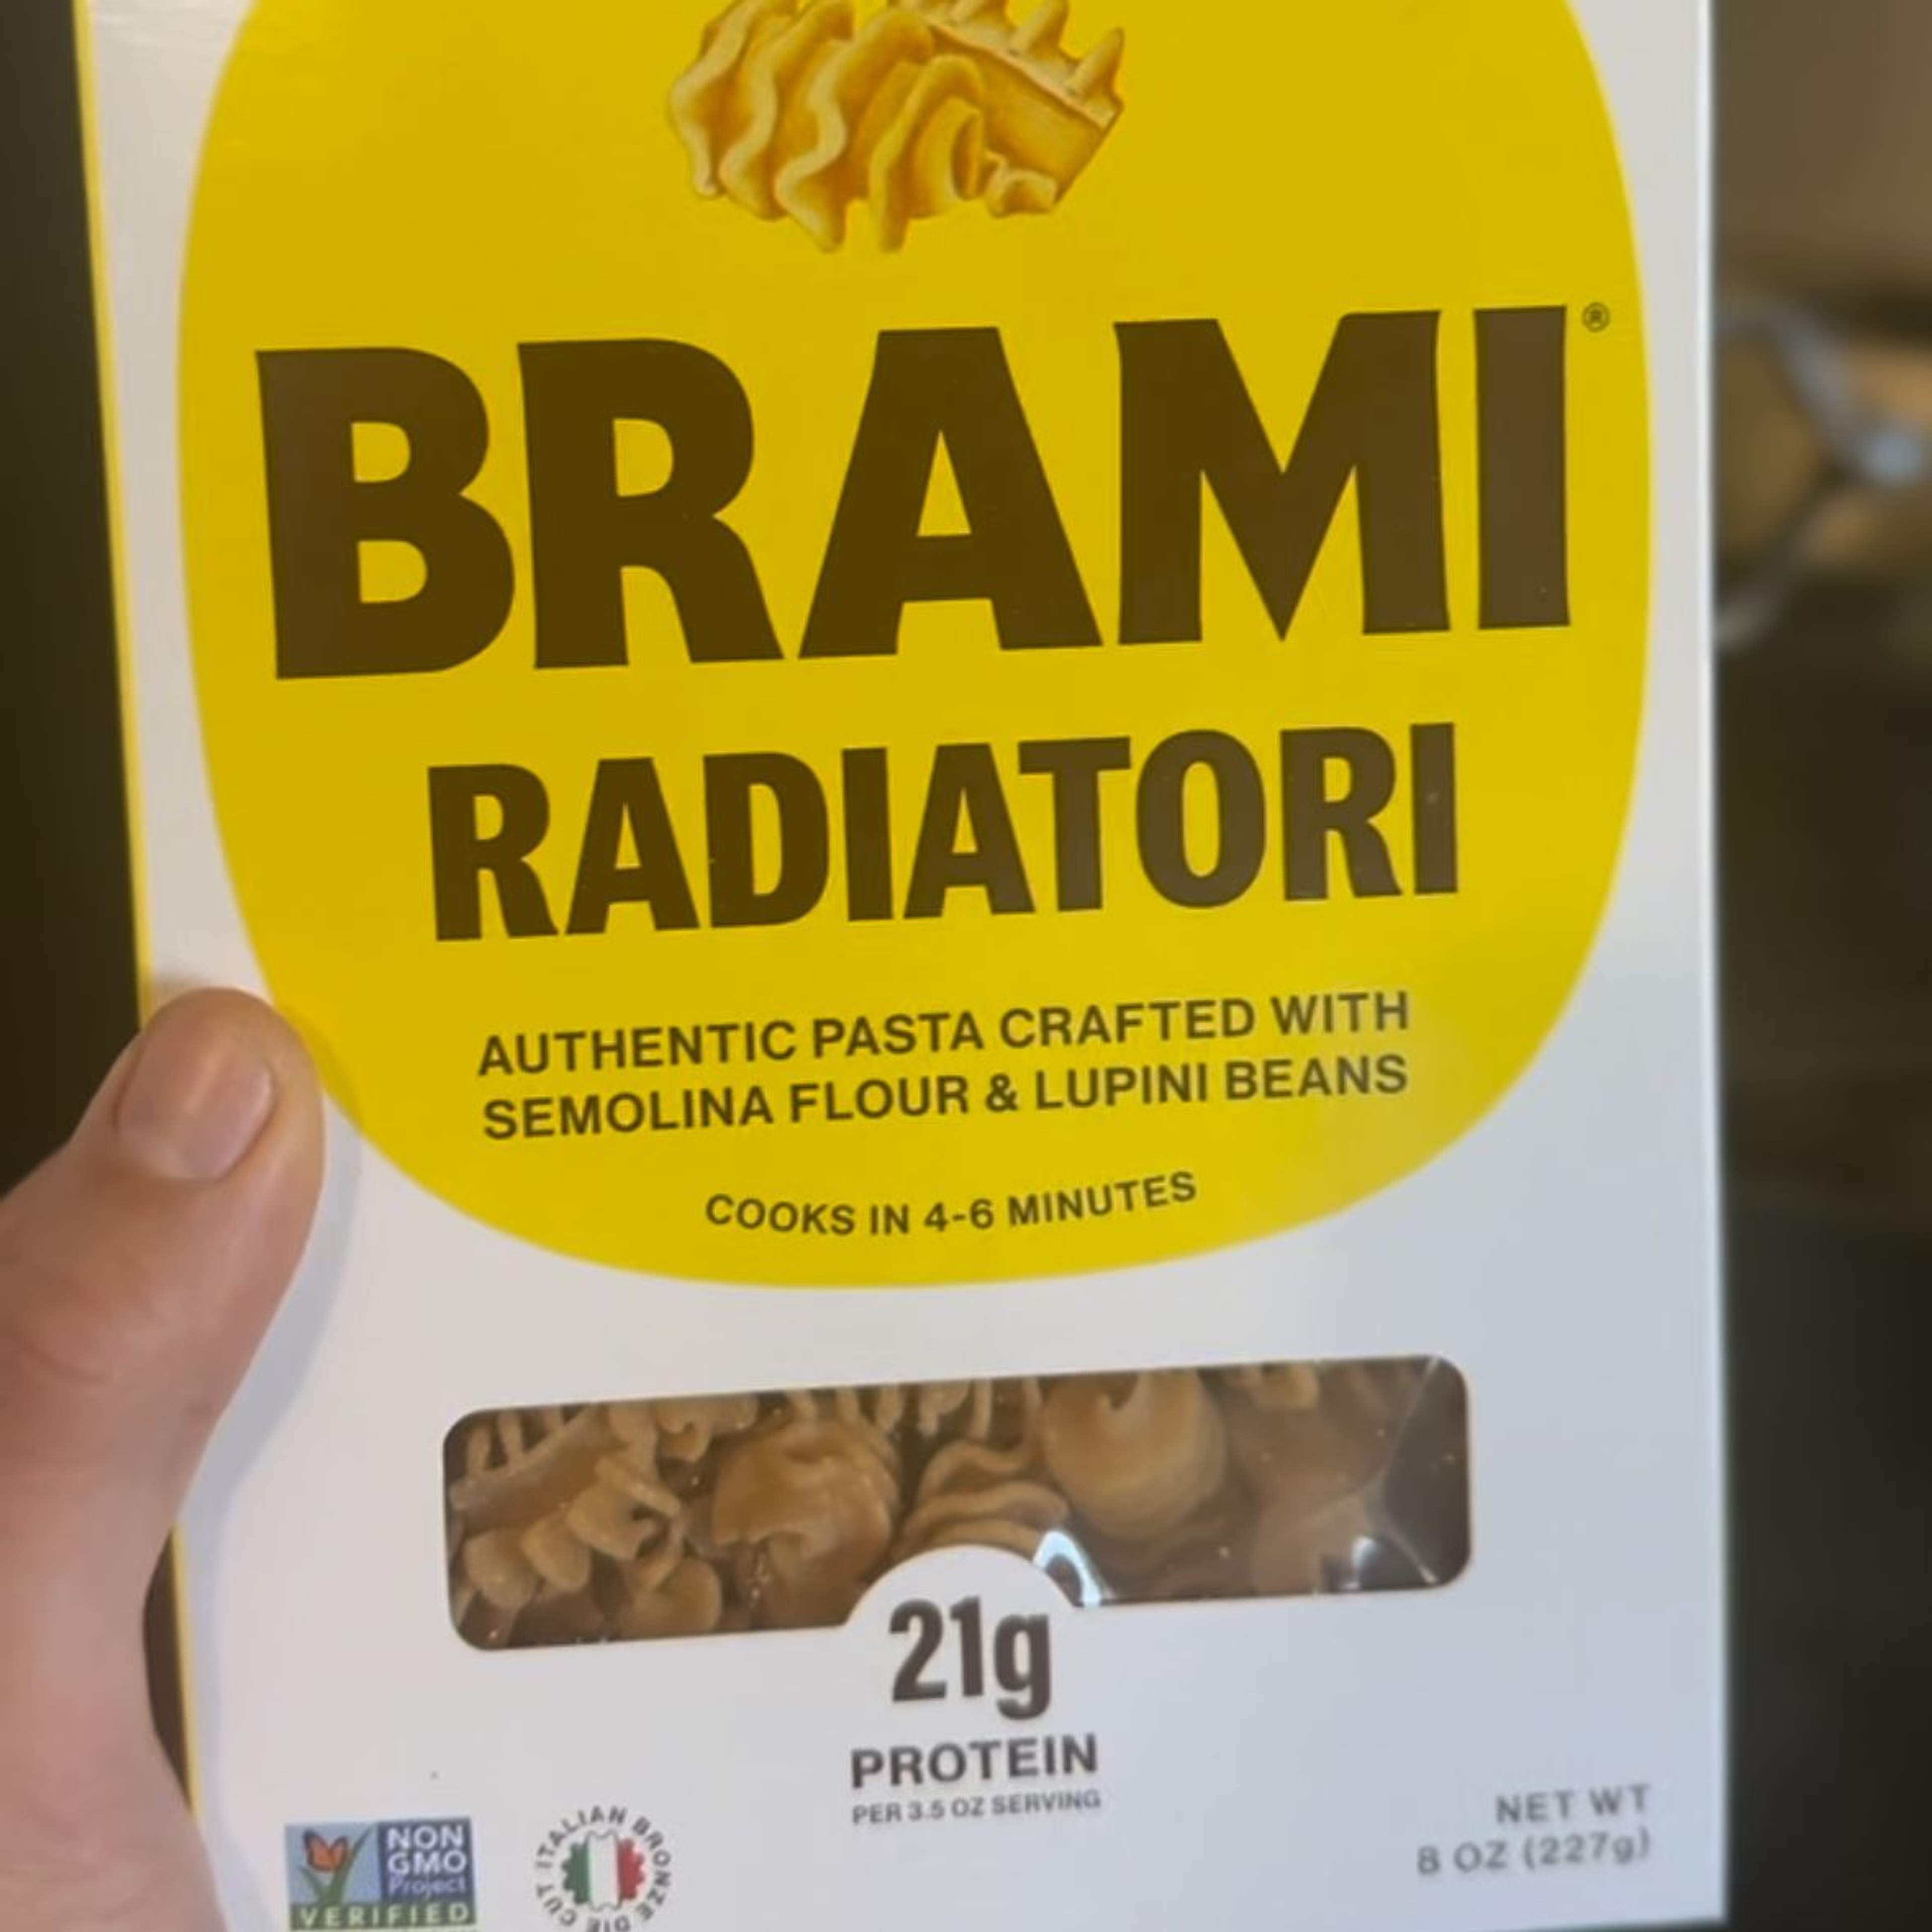 BRAMI®
RADIATORI
AUTHENTIC PASTA CRAFTED WITH
SEMOLINA FLOUR & LUPINI BEANS
COOKS IN 4-6 MINUTES
21g
PROTEIN
PER 3.5 OZ SERVING
NET WT
8 OZ (227g)
NON
GMO
Project
VERIFIED
ITALIAN BRONZE DIE CUT